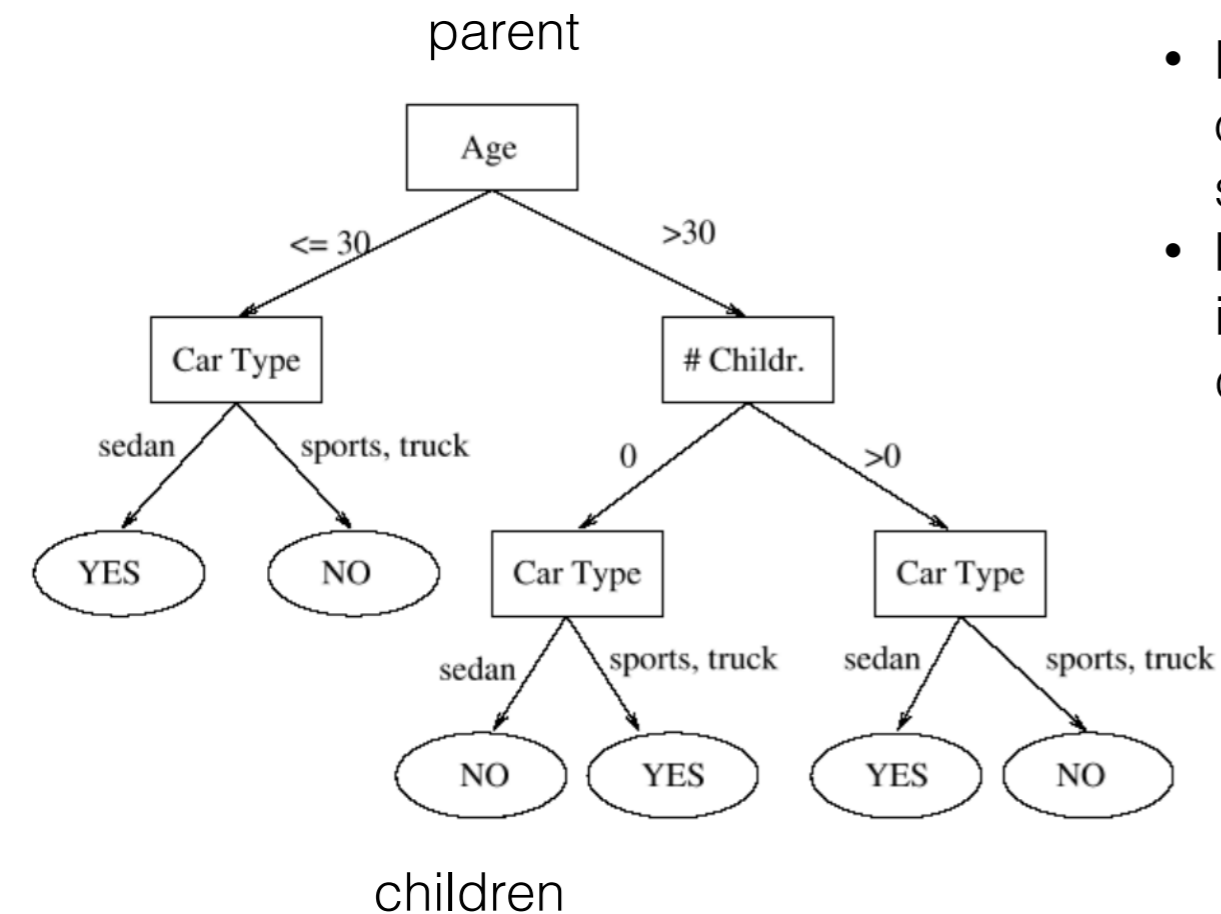 parent
Age
<= 30
>30
Car Type
# Childr.
sedan
sports, truck
0
>0
YES
NO
Car Type
Car Type
sedan
sports, truck
sedan
sports, truck
NO
YES
YES
NO
children